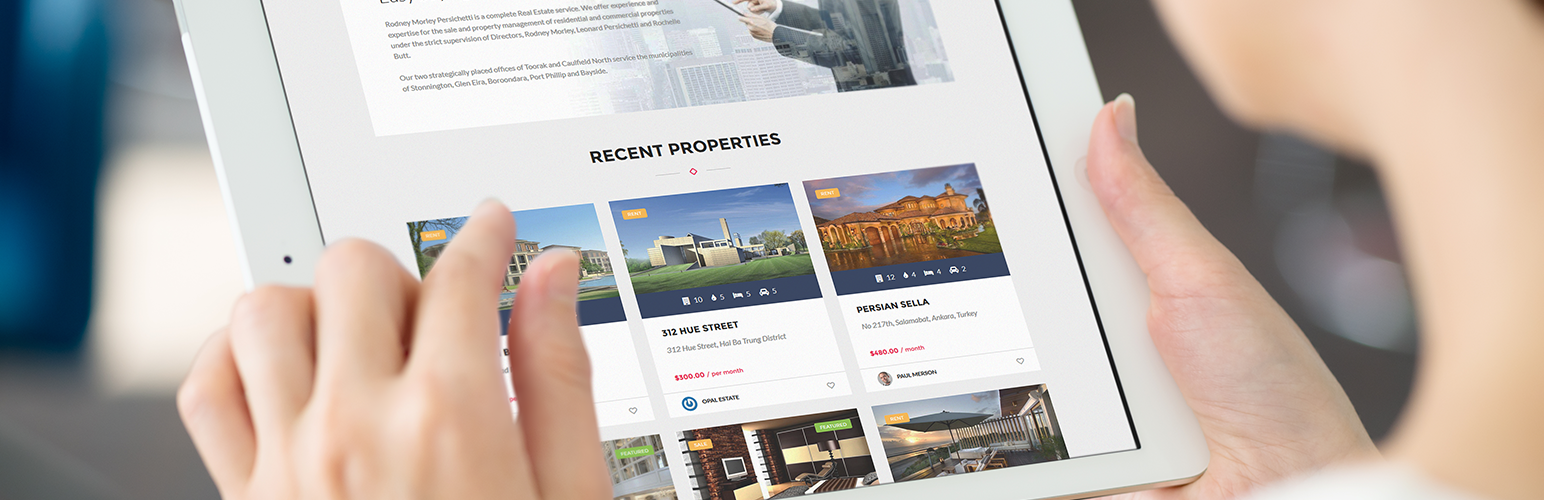 Rodney Morley Persichetti is a complete Real Estate service. We offer experience and
expertise for the sale and property management of residential and commercial properties
under the strict supervision of Directors, Rodney Morley, Leonard Persichetti and Rochelle
Butt.
Our two strategically placed offices of Toorak and Caulfield North service the municipalities
of Stonnington, Glen Eira, Boroondara, Port Phillip and Bayside.
RECENT PROPERTIES
RENT
RENT
RENT
10 5 5 5
12 4 4 2
312 HUE STREET
312 Hue Street, Hai Ba Trung District
$300.00 / per month
OPAL ESTATE
PERSIAN SELLA
No 217th, Salamabat, Ankara, Turkey
$480.00 / month
PAUL MERSON
FEATURED
SALE
FEATURED
RENT